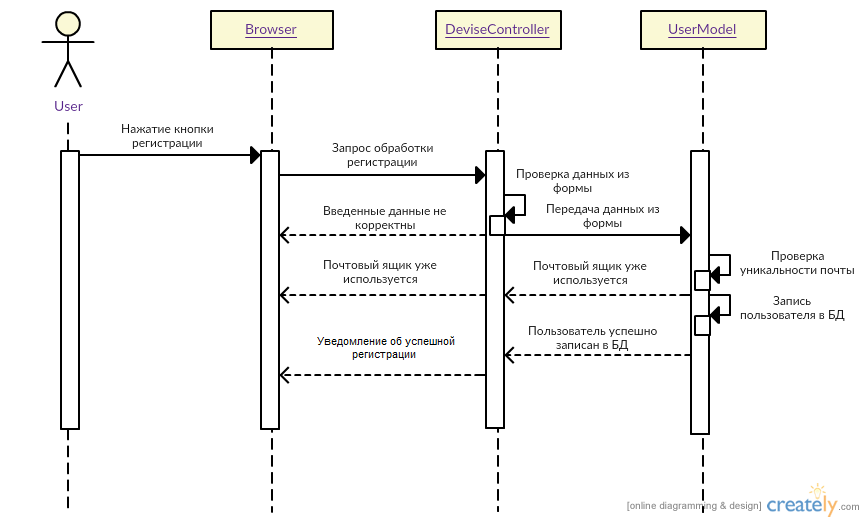 Browser
DeviseController
UserModel
User
Нажатие кнопки
регистрации
Запрос обработки
регистрации
Проверка данных из
формы
Введенные данные не
корректны
Передача данных из
формы
Проверка
уникальности почты
Почтовый ящик уже
используется
Почтовый ящик уже
используется
Запись
пользователя в БД
Уведомление об успешной
регистрации
Пользователь успешно
записан в БД
[online diagramming & design] creately.com